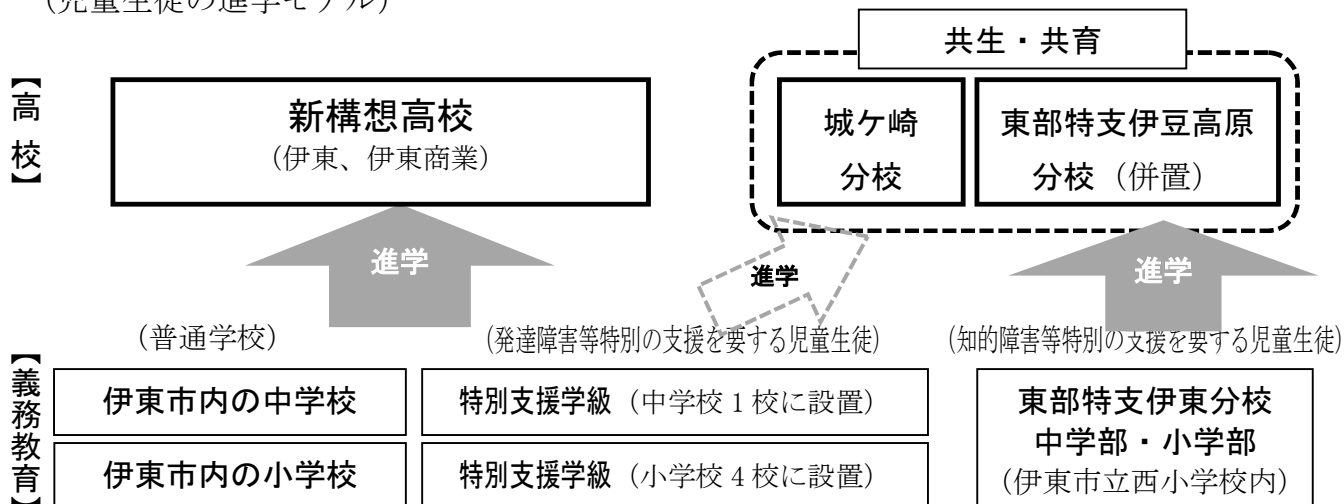 (児童生徒の進学モデル)
共生・共育
【高校】
新構想高校
(伊東、伊東商業)
城ケ崎
分校
東部特支伊豆高原
分校(併置)
進学
進学
進学
(普通学校)
(発達障害等特別の支援を要する児童生徒)
(知的障害等特別の支援を要する児童生徒)
【義務教育】
伊東市内の中学校
特別支援学級(中学校1校に設置)
東部特支伊東分校
中学部・小学部
(伊東市立西小学校内)
伊東市内の小学校
特別支援学級(小学校4校に設置)